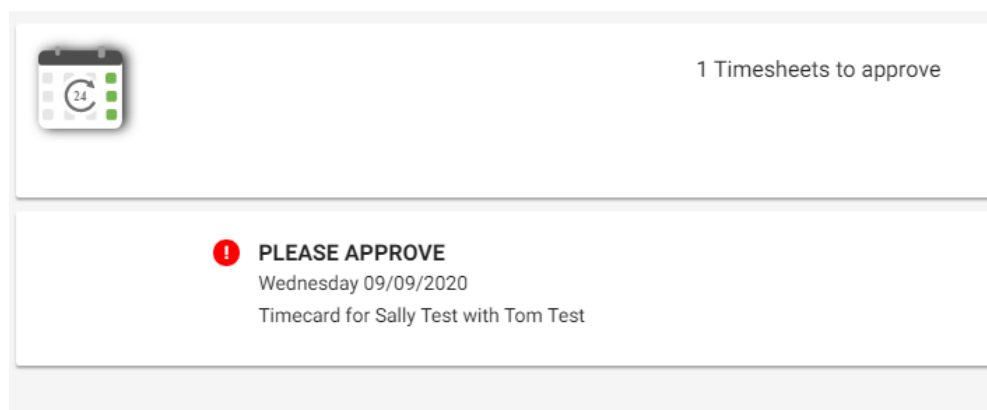 24
1 Timesheets to approve
PLEASE APPROVE
Wednesday 09/09/2020
Timecard for Sally Test with Tom Test